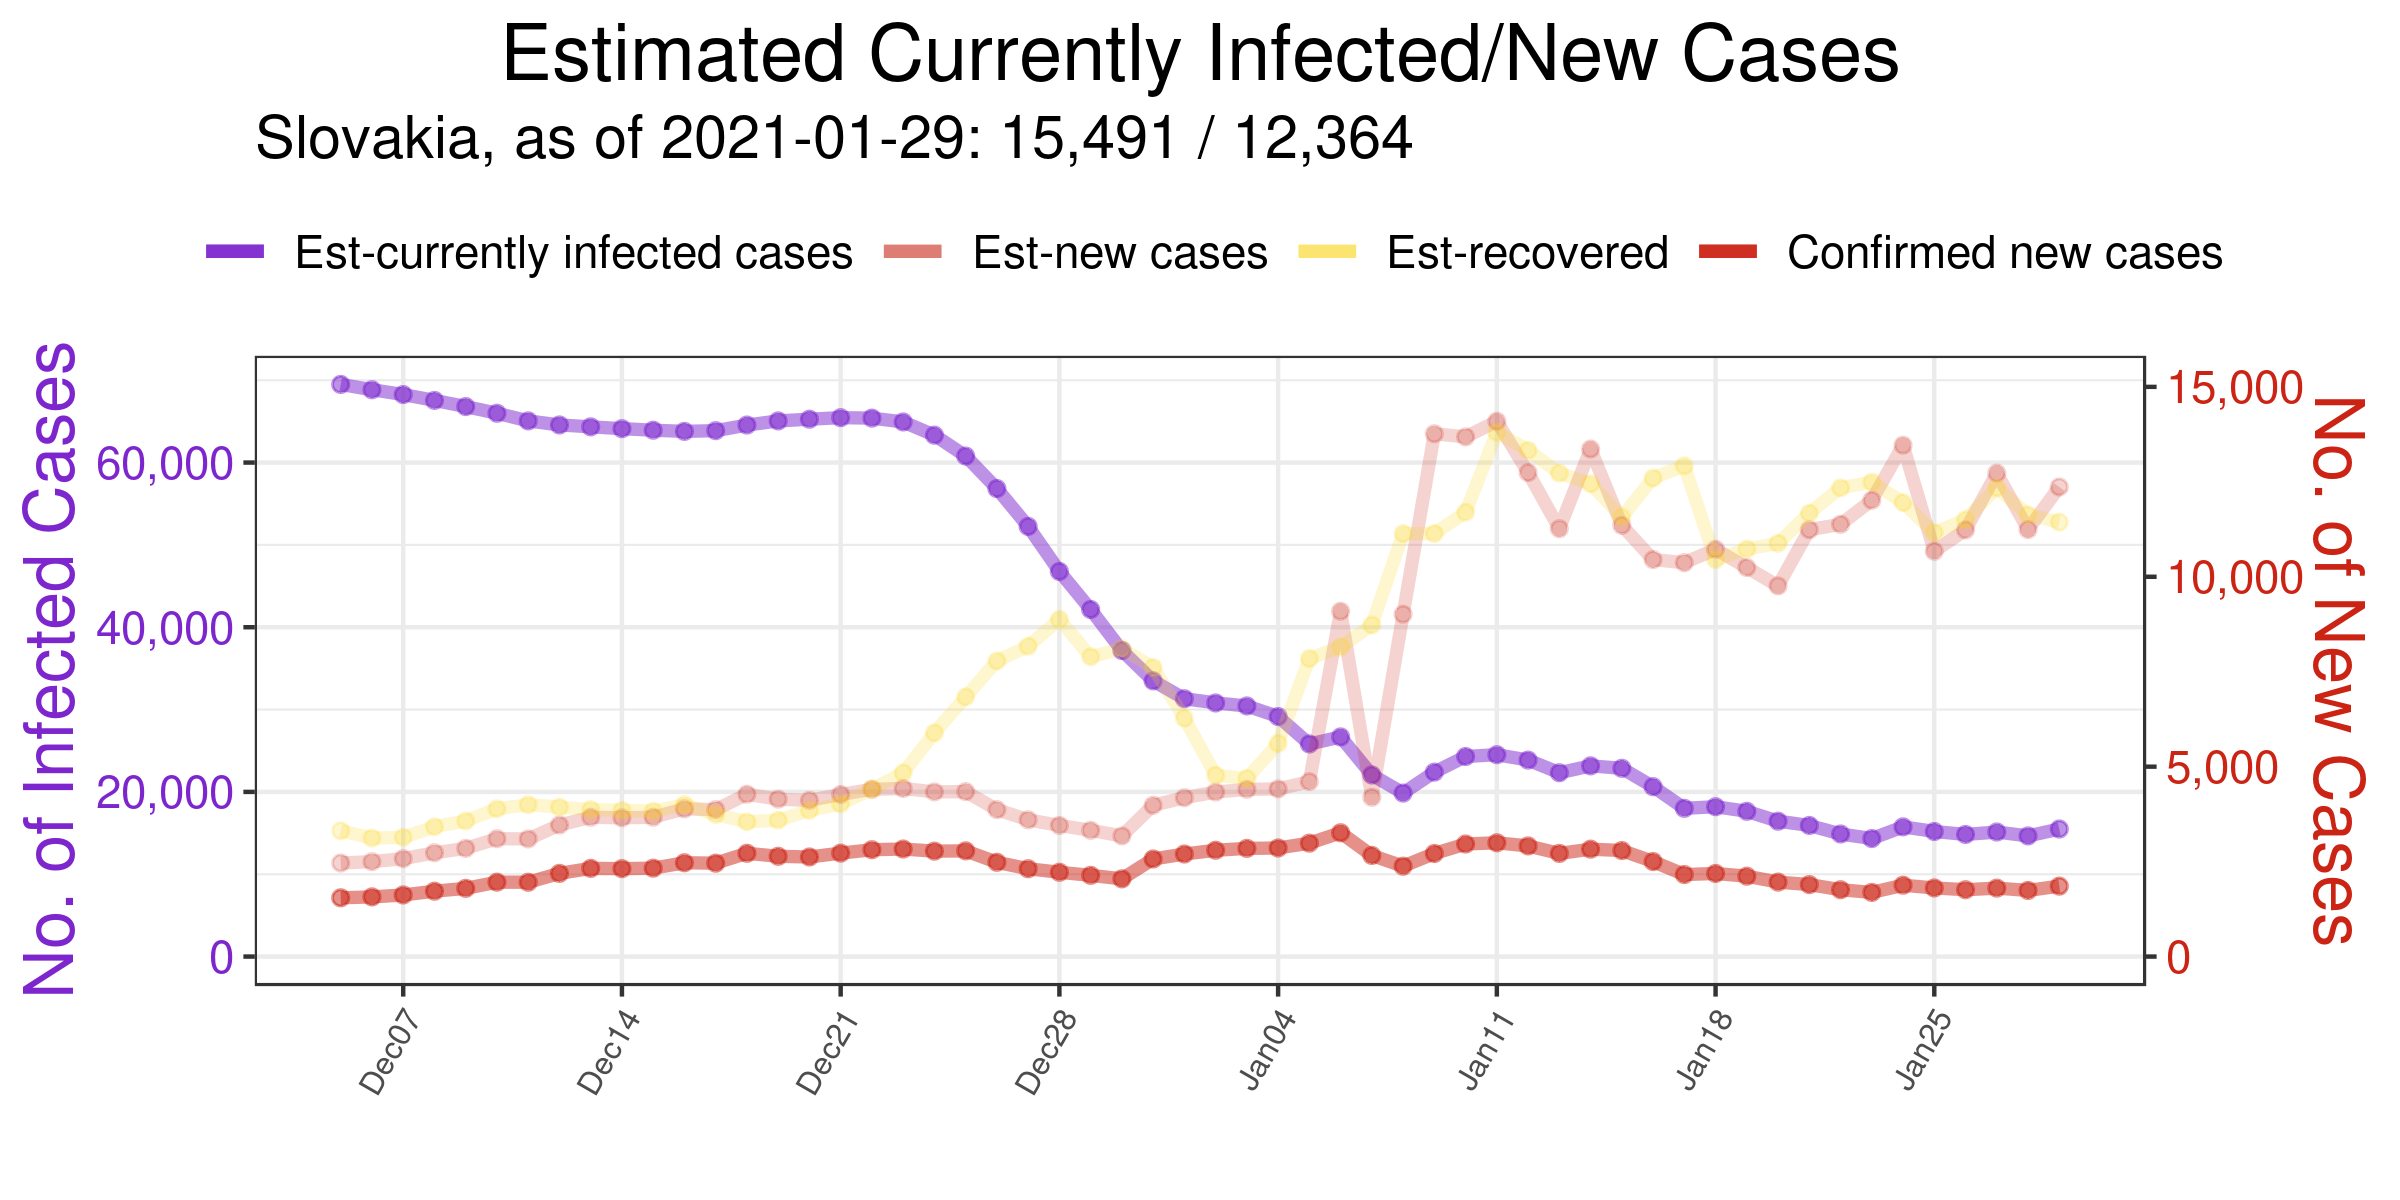 Estimated Currently Infected/New Cases
Slovakia, as of 2021-01-29: 15,491 / 12,364
Est-currently infected cases Est-new cases Est-recovered Confirmed new cases
No. of Infected Cases
60,000
40,000
20,000
0
15,000
10,000
5,000
0
No. of New Cases
Dec07 Dec14 Dec21 Dec28 Jan04 Jan11 Jan18 Jan25